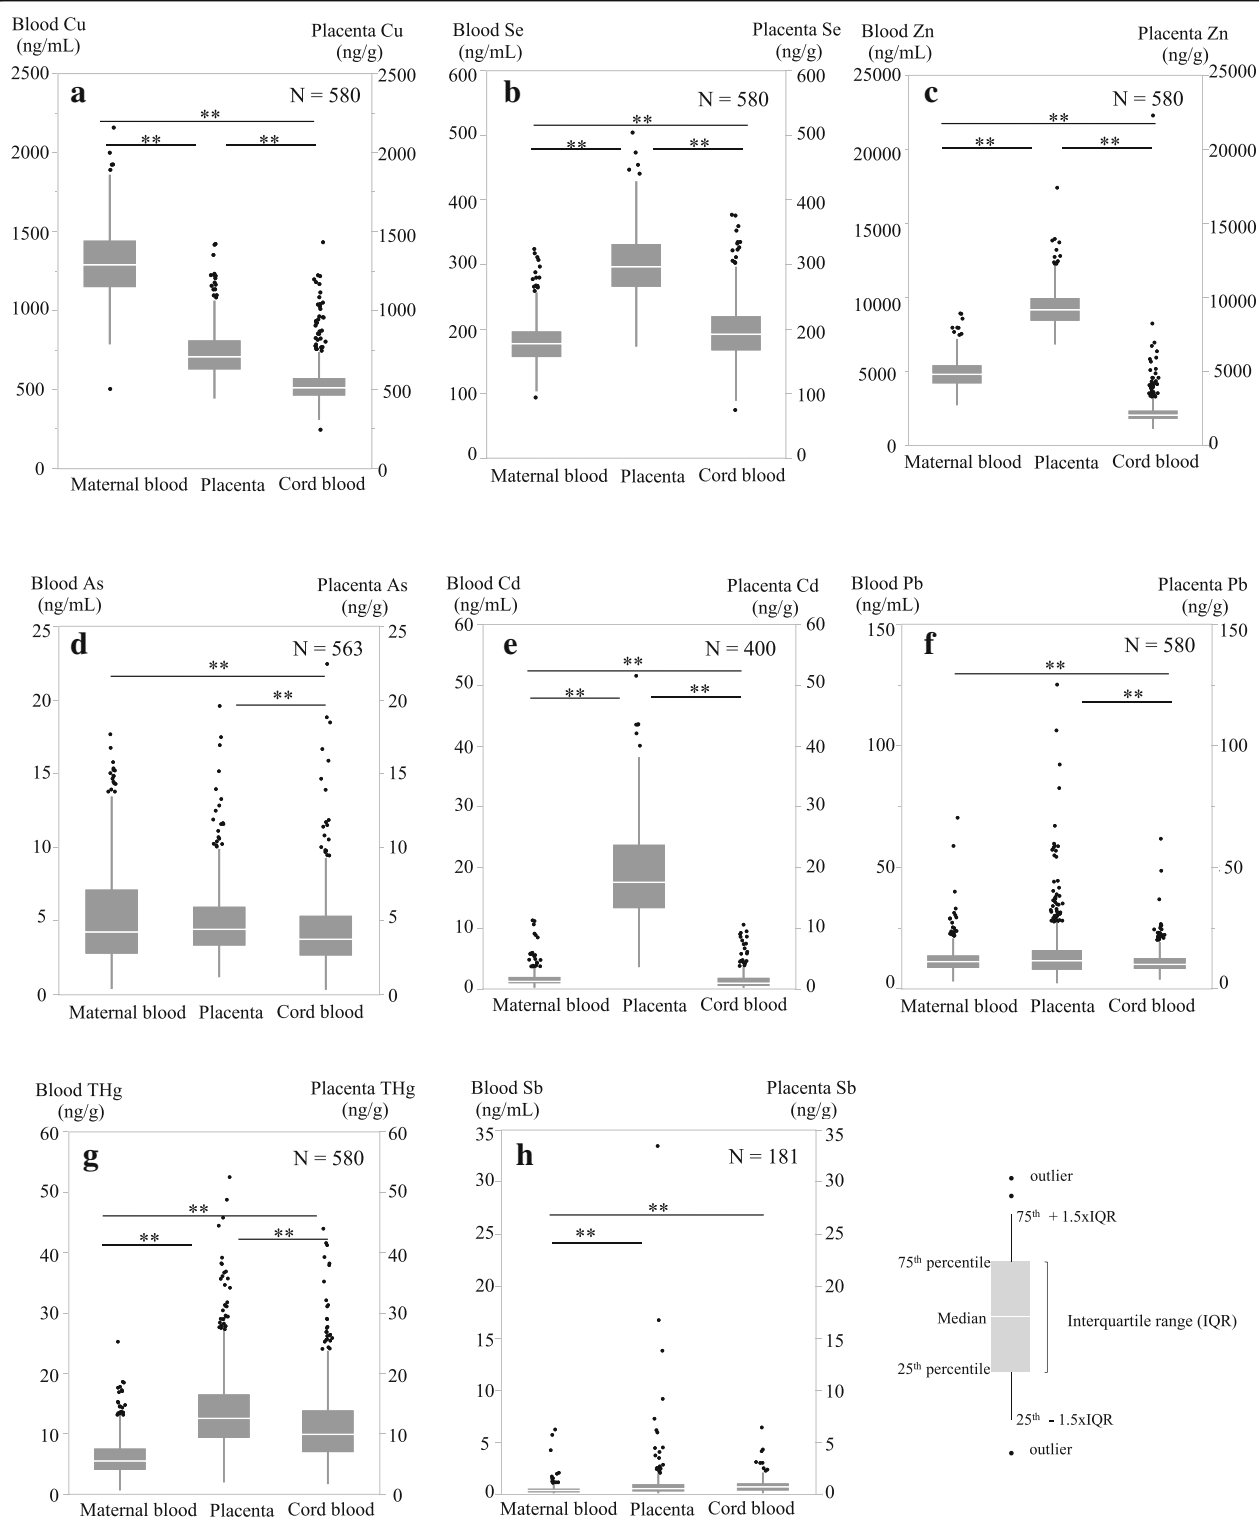 Blood Cu
(ng/mL)
Placenta Cu
(ng/g)
2500
2000
1500
1000
500
0
a
N = 580
**
**
**
2500
2000
1500
1000
500
0
Maternal blood Placenta Cord blood
Blood Se
(ng/mL)
Placenta Se
(ng/g)
600
500
400
300
200
100
0
b
N = 580
**
**
**
600
500
400
300
200
100
0
Maternal blood Placenta Cord blood
Blood Zn
(ng/mL)
Placenta Zn
(ng/g)
25000
20000
15000
10000
5000
0
c
N = 580
**
**
**
25000
20000
15000
10000
5000
0
Maternal blood Placenta Cord blood
Blood As
(ng/mL)
Placenta As
(ng/g)
25
20
15
10
5
0
d
N = 563
**
**
25
20
15
10
5
0
Maternal blood Placenta Cord blood
Blood Cd
(ng/mL)
Placenta Cd
(ng/g)
60
50
40
30
20
10
0
e
N = 400
**
**
**
60
50
40
30
20
10
0
Maternal blood Placenta Cord blood
Blood Pb
(ng/mL)
Placenta Pb
(ng/g)
150
100
50
0
f
N = 580
**
**
150
100
50
0
Maternal blood Placenta Cord blood
Blood THg
(ng/g)
Placenta THg
(ng/g)
60
50
40
30
20
10
0
g
N = 580
**
**
**
60
50
40
30
20
10
0
Maternal blood Placenta Cord blood
Blood Sb
(ng/mL)
Placenta Sb
(ng/g)
35
30
25
20
15
10
5
0
h
N = 181
**
**
35
30
25
20
15
10
5
0
Maternal blood Placenta Cord blood
outlier
75th + 1.5xIQR
75th percentile
Median
Interquartile range (IQR)
25th percentile
25th - 1.5xIQR
outlier